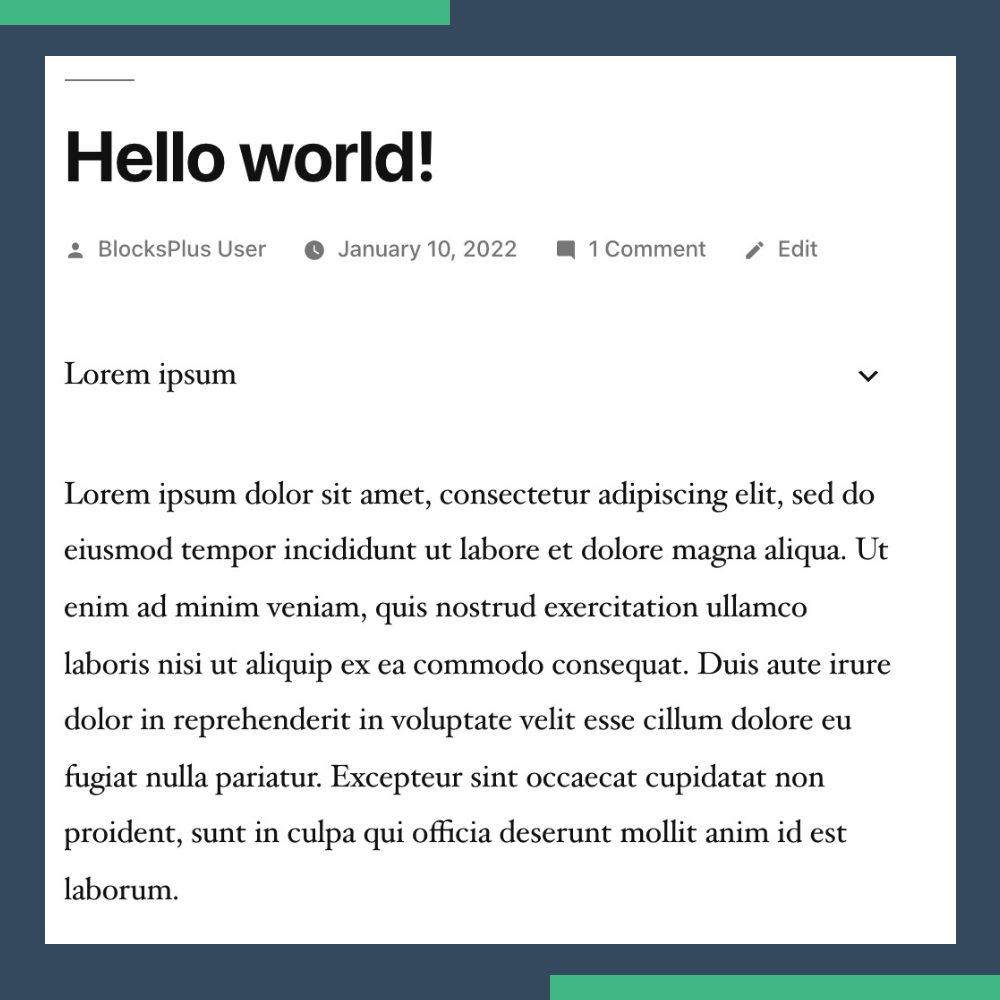 Hello world!
BlocksPlus User January 10, 2022 1 Comment Edit
Lorem ipsum
Lorem ipsum dolor sit amet, consectetur adipiscing elit, sed do
eiusmod tempor incididunt ut labore et dolore magna aliqua. Ut
enim ad minim veniam, quis nostrud exercitation ullamco
laboris nisi ut aliquip ex ea commodo consequat. Duis aute irure
dolor in reprehenderit in voluptate velit esse cillum dolore eu
fugiat nulla pariatur. Excepteur sint occaecat cupidatat non
proident, sunt in culpa qui officia deserunt mollit anim id est
laborum.